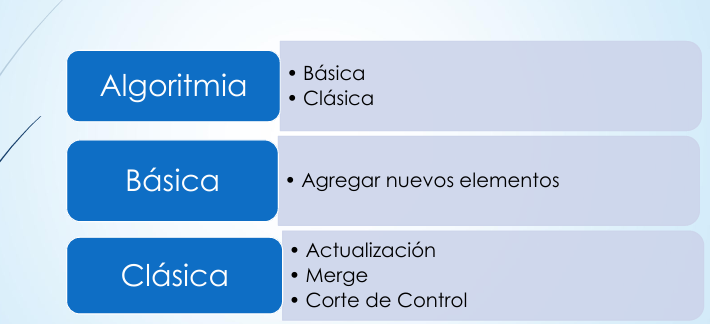 Algoritmia
• Básica
• Clásica
Básica
• Agregar nuevos elementos
Clásica
• Actualización
• Merge
• Corte de Control